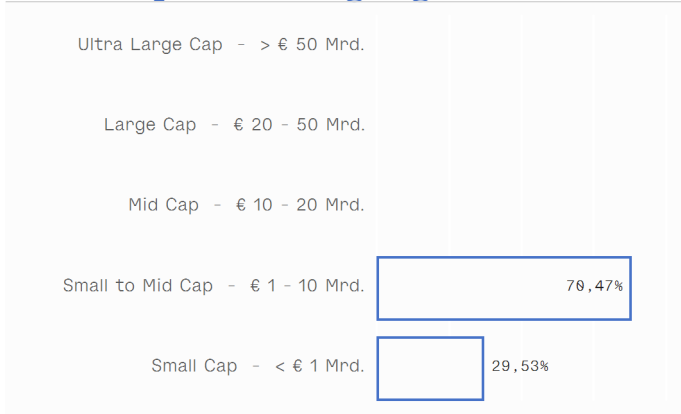 Ultra Large Cap - > € 50 Mrd.
Large Cap - € 20 - 50 Mrd.
Mid Cap - € 10 - 20 Mrd.
Small to Mid Cap - € 1 - 10 Mrd.
70,47%
Small Cap - < € 1 Mrd.
29,53%